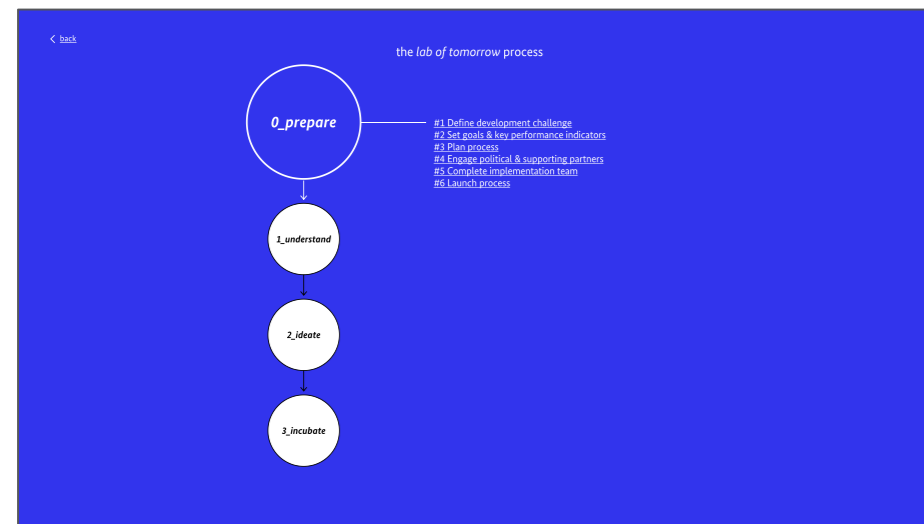 back
the lab of tomorrow process
0_prepare
#1 Define development challenge
#2 Set goals & key performance indicators
#3 Plan process
#4 Engage political & supporting partners
#5 Complete implementation team
#6 Launch process
1_understand
2_ideate
3_incubate